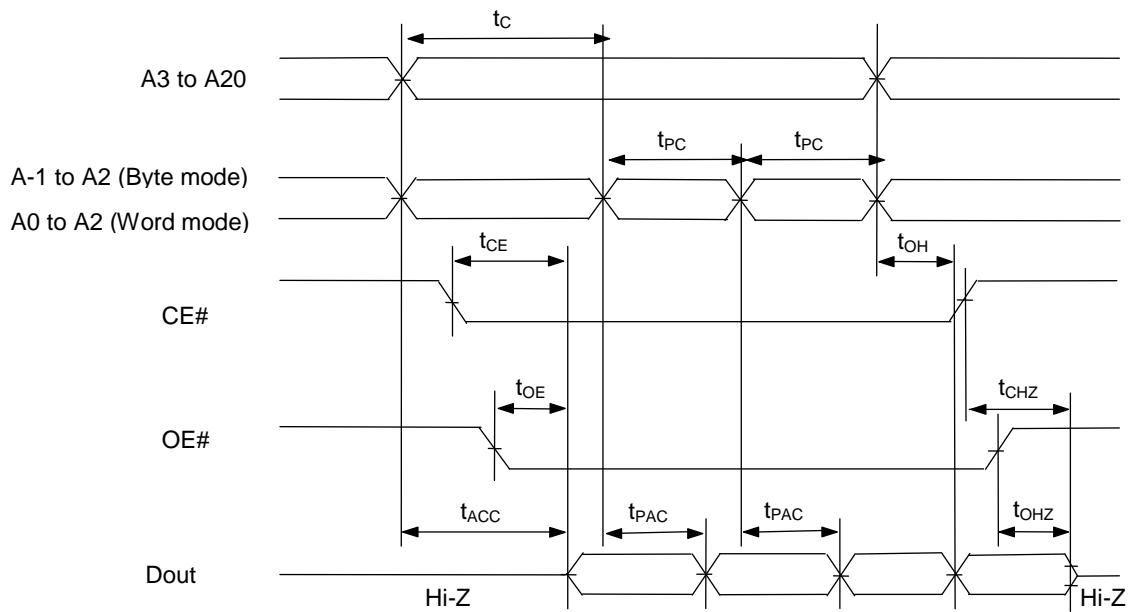 tC
A3 to A20
tPC
tPC
A-1 to A2 (Byte mode)
A0 to A2 (Word mode)
tCE
tOH
CE#
tOE
tCHZ
OE#
tACC
tPAC
tPAC
tOHZ
Dout
Hi-Z
Hi-Z